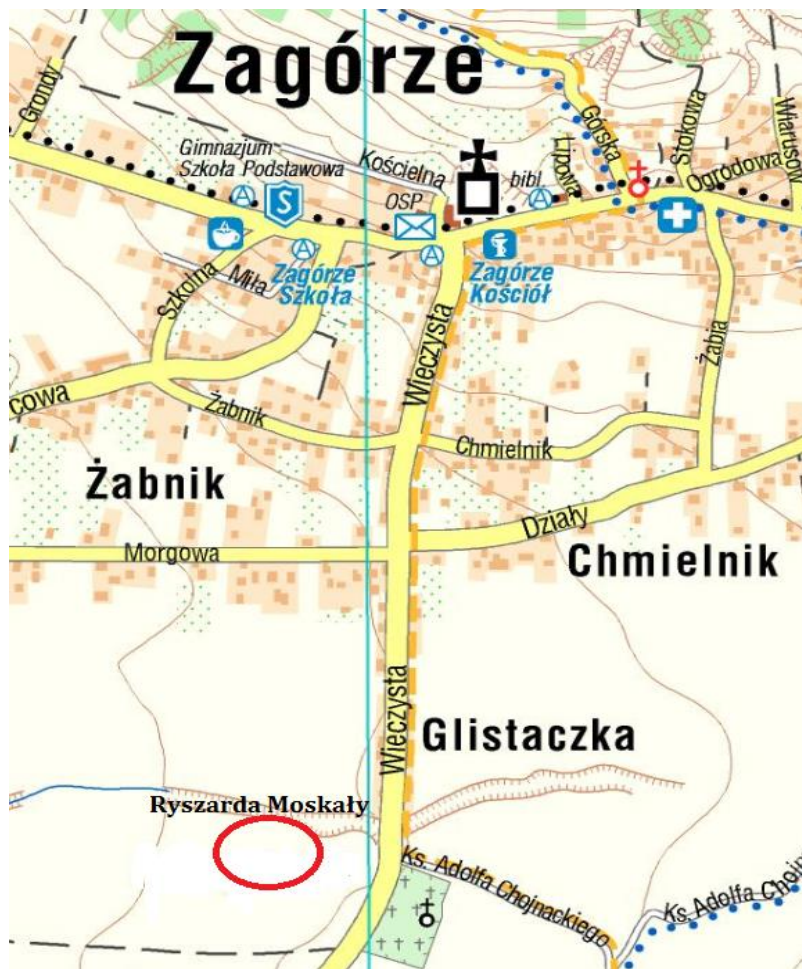 Zagórze
Grondy
Gimnazjum
Szkoła Podstawowa
Kościelna
OSP
bibl
Lipowa
Górska
Stokowa
Ogrodowa
Wiarusów
S
A
A
A
A
Szkolna
Miła
Zagórze
Szkoła
Zagórze
Kościół
Wieczysta
Żabia
cowa
Żabnik
Chmielnik
Żabnik
Działy
Morgowa
Chmielnik
Wieczysta
Glistaczka
Ryszarda Moskały
Ks. Adolfa Chojnackiego
Ks. Adolfa Choj